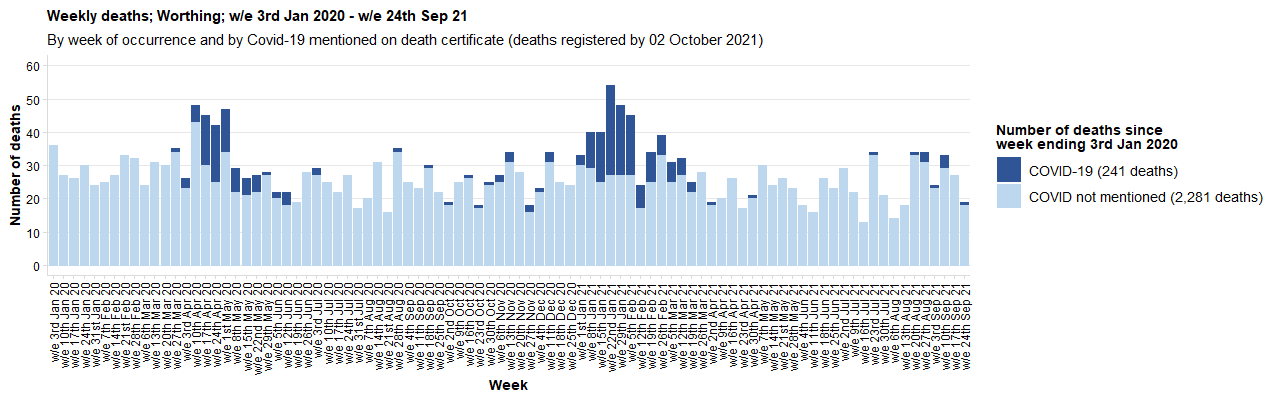 Weekly deaths; Worthing; w/e 3rd Jan 2020 - w/e 24th Sep 21
By week of occurrence and by Covid-19 mentioned on death certificate (deaths registered by 02 October 2021)
Number of deaths
60
50
40
30
20
10
0
w/e 3rd Jan 20
w/e 10th Jan 20
w/e 17th Jan 20
w/e 24th Jan 20
w/e 31st Jan 20
w/e 7th Feb 20
w/e 14th Feb 20
w/e 21st Feb 20
w/e 28th Feb 20
w/e 6th Mar 20
w/e 13th Mar 20
w/e 20th Mar 20
w/e 27th Mar 20
w/e 3rd Apr 20
w/e 10th Apr 20
w/e 17th Apr 20
w/e 24th Apr 20
w/e 1st May 20
w/e 8th May 20
w/e 15th May 20
w/e 22nd May 20
w/e 29th May 20
w/e 5th Jun 20
w/e 12th Jun 20
w/e 19th Jun 20
w/e 26th Jun 20
w/e 3rd Jul 20
w/e 10th Jul 20
w/e 17th Jul 20
w/e 24th Jul 20
w/e 31st Jul 20
w/e 7th Aug 20
w/e 14th Aug 20
w/e 21st Aug 20
w/e 28th Aug 20
w/e 4th Sep 20
w/e 11th Sep 20
w/e 18th Sep 20
w/e 25th Sep 20
w/e 2nd Oct 20
w/e 9th Oct 20
w/e 16th Oct 20
w/e 23rd Oct 20
w/e 30th Oct 20
w/e 6th Nov 20
w/e 13th Nov 20
w/e 20th Nov 20
w/e 27th Nov 20
w/e 4th Dec 20
w/e 11th Dec 20
w/e 18th Dec 20
w/e 25th Dec 20
w/e 1st Jan 21
w/e 8th Jan 21
w/e 15th Jan 21
w/e 22nd Jan 21
w/e 29th Jan 21
w/e 5th Feb 21
w/e 12th Feb 21
w/e 19th Feb 21
w/e 26th Feb 21
w/e 5th Mar 21
w/e 12th Mar 21
w/e 19th Mar 21
w/e 26th Mar 21
w/e 2nd Apr 21
w/e 9th Apr 21
w/e 16th Apr 21
w/e 23rd Apr 21
w/e 30th Apr 21
w/e 7th May 21
w/e 14th May 21
w/e 21st May 21
w/e 28th May 21
w/e 4th Jun 21
w/e 11th Jun 21
w/e 18th Jun 21
w/e 25th Jun 21
w/e 2nd Jul 21
w/e 9th Jul 21
w/e 16th Jul 21
w/e 23rd Jul 21
w/e 30th Jul 21
w/e 6th Aug 21
w/e 13th Aug 21
w/e 20th Aug 21
w/e 27th Aug 21
w/e 3rd Sep 21
w/e 10th Sep 21
w/e 17th Sep 21
w/e 24th Sep 21
Week
Number of deaths since
week ending 3rd Jan 2020
COVID-19 (241 deaths)
COVID not mentioned (2,281 deaths)